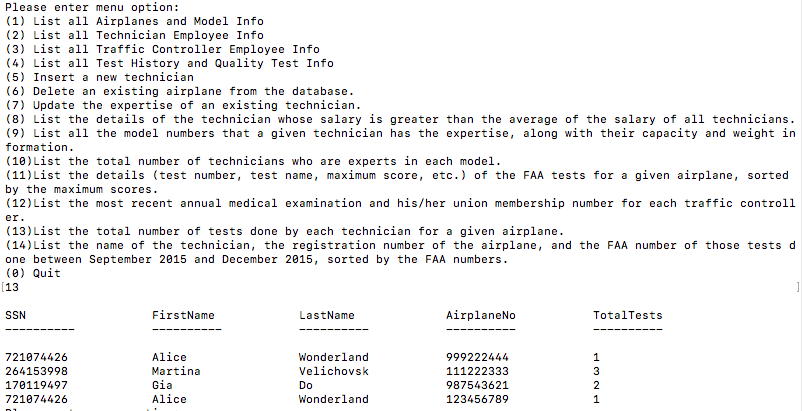 Please enter menu option:
(1) List all Airplanes and Model Info
(2) List all Technician Employee Info
(3) List all Traffic Controller Employee Info
(4) List all Test History and Quality Test Info
(5) Insert a new technician
(6) Delete an existing airplane from the database.
(7) Update the expertise of an existing technician.
(8) List the details of the technician whose salary is greater than the average of the salary of all technicians.
(9) List all the model numbers that a given technician has the expertise, along with their capacity and weight in
formation.
(10)List the total number of technicians who are experts in each model.
(11)List the details (test number, test name, maximum score, etc.) of the FAA tests for a given airplane, sorted
by the maximum scores.
(12)List the most recent annual medical examination and his/her union membership number for each traffic controll
er.
(13)List the total number of tests done by each technician for a given airplane.
(14)List the name of the technician, the registration number of the airplane, and the FAA number of those tests d
one between September 2015 and December 2015, sorted by the FAA numbers.
(0) Quit
[13 ]
SSN FirstName LastName AirplaneNo TotalTests
---------- ---------- ---------- ---------- ----------
721074426 Alice Wonderland 999222444 1
264153998 Martina Velichovsk 111222333 3
170119497 Gia Do 987543621 2
721074426 Alice Wonderland 123456789 1